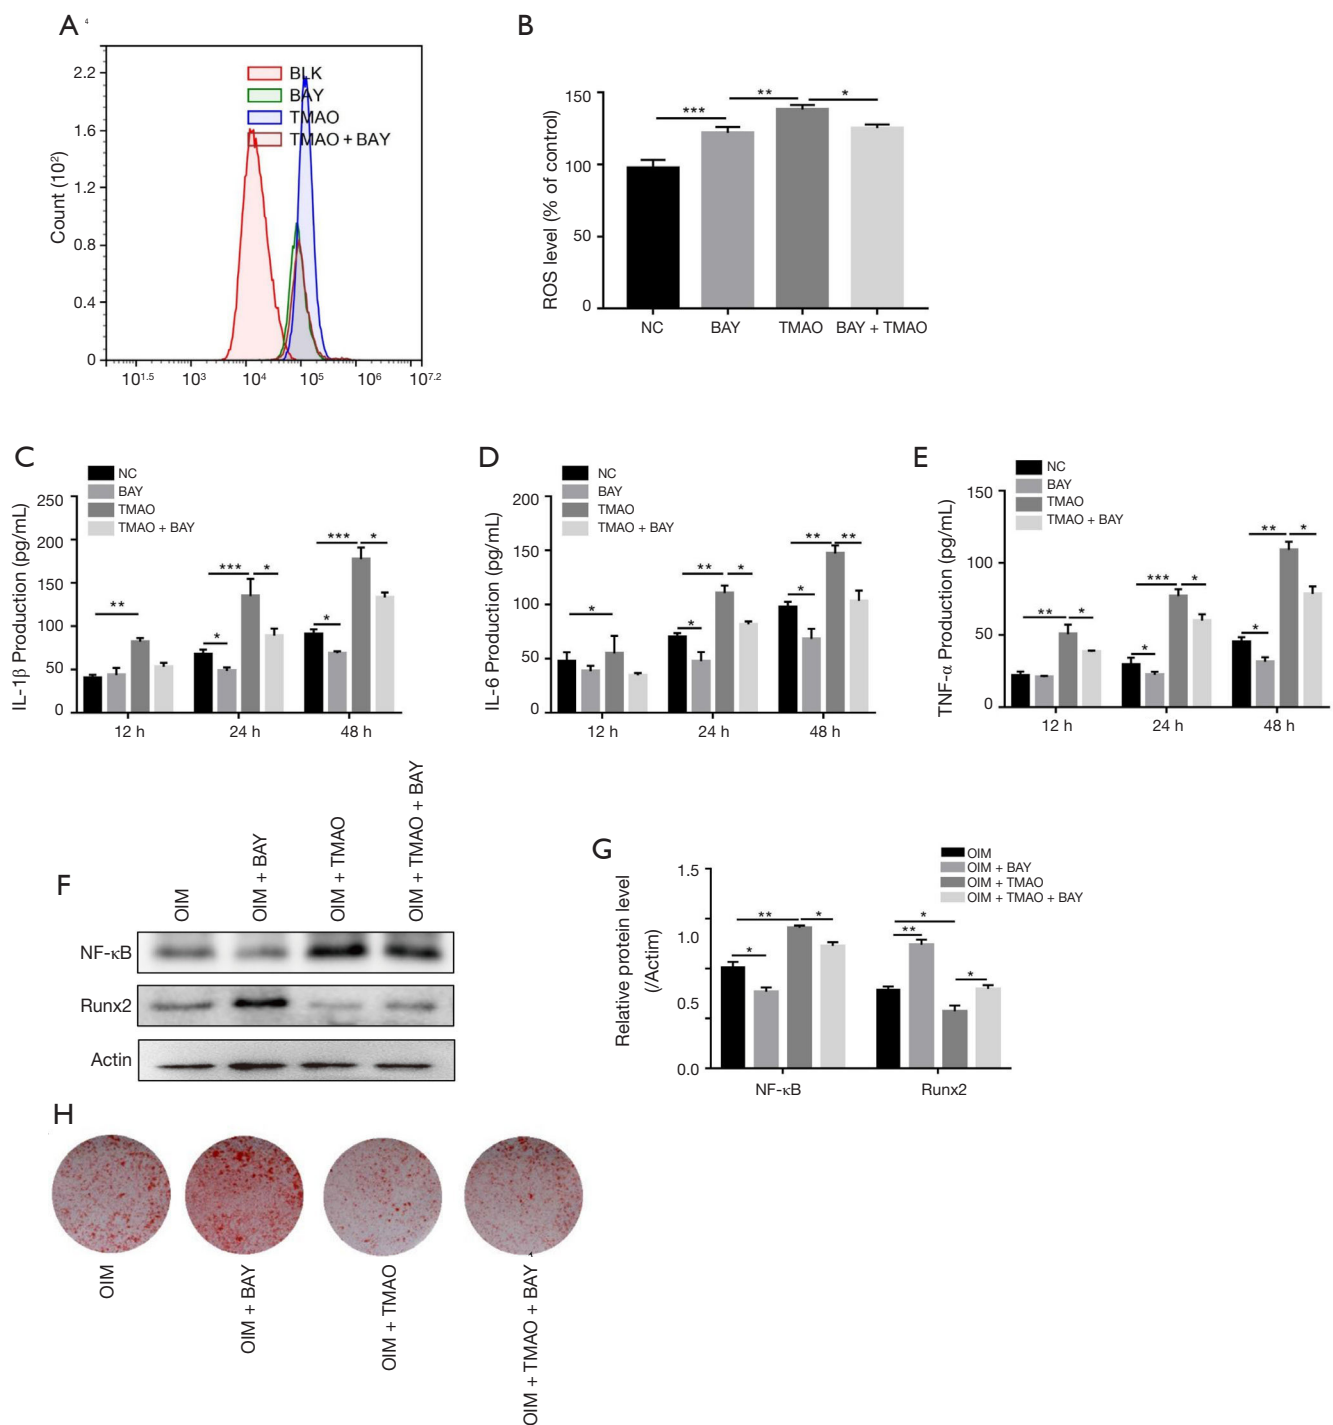 A
4
2.2
1.6
1.2
0.8
0.4
0
Count (10²)
BLK
BAY
TMAO
TMAO + BAY
10^1.5 10³ 10⁴ 10⁵ 10⁶ 10^7.2
B
150
100
50
0
ROS level (% of control)
*** ** *
NC BAY TMAO BAY + TMAO
C
NC
BAY
TMAO
TMAO + BAY
250
200
150
100
50
0
IL-1β Production (pg/mL)
** * *** * * *** *
12 h 24 h 48 h
D
NC
BAY
TMAO
TMAO + BAY
200
150
100
50
0
IL-6 Production (pg/mL)
* * ** * * ** **
12 h 24 h 48 h
E
NC
BAY
TMAO
TMAO + BAY
150
100
50
0
TNF-α Production (pg/mL)
** * * *** * * ** *
12 h 24 h 48 h
F
OIM
OIM + BAY
OIM + TMAO
OIM + TMAO + BAY
NF-κB
Runx2
Actin
G
OIM
OIM + BAY
OIM + TMAO
OIM + TMAO + BAY
1.5
1.0
0.5
0.0
Relative protein level
(/Actim)
* ** * ** * *
NF-κB Runx2
H
OIM
OIM + BAY
OIM + TMAO
OIM + TMAO + BAY